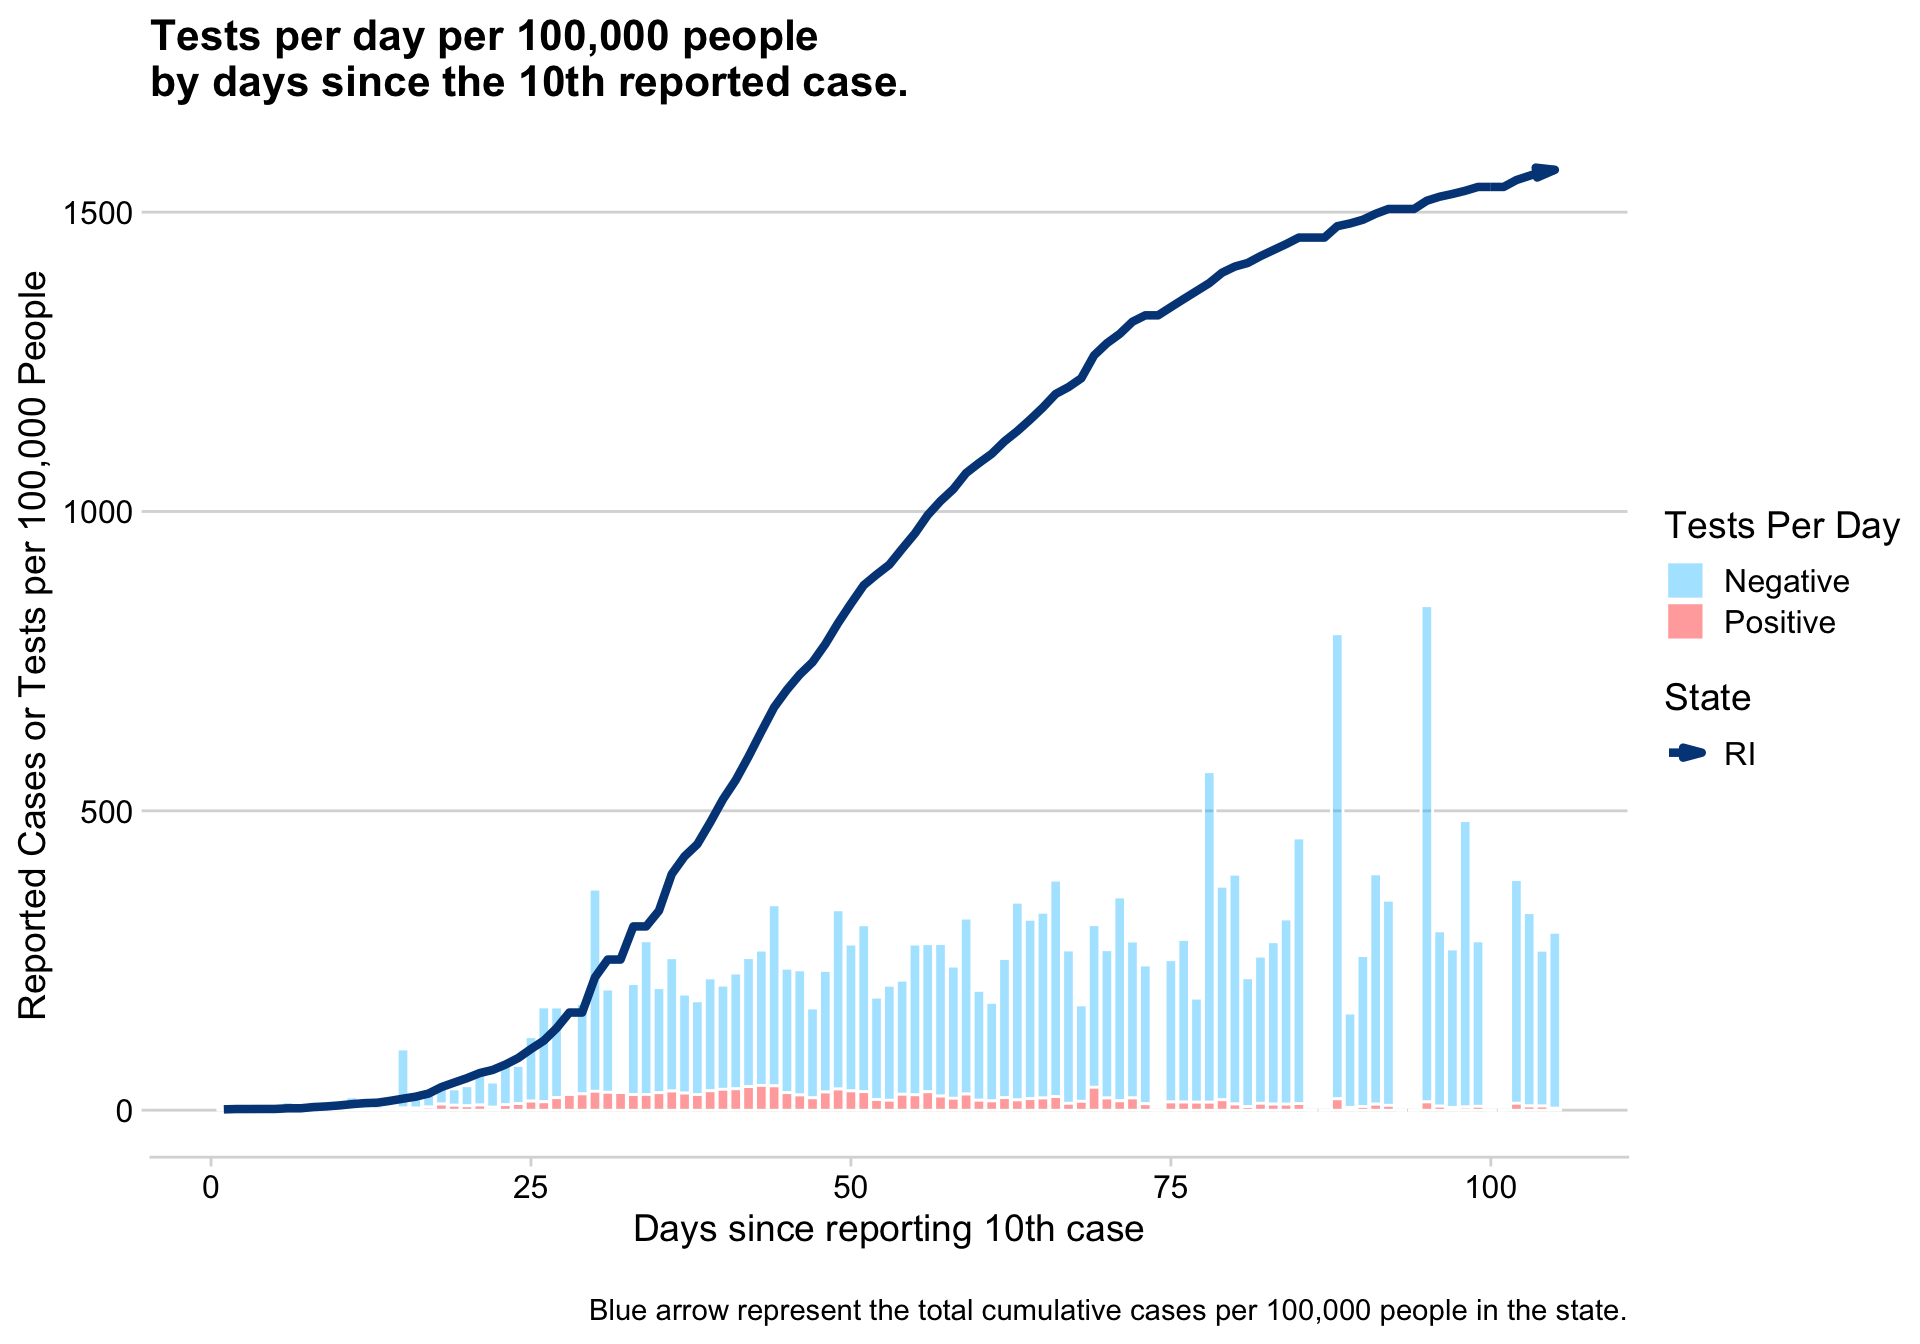 Tests per day per 100,000 people
by days since the 10th reported case.
Reported Cases or Tests per 100,000 People
1500
1000
500
0
0
25
50
75
100
Days since reporting 10th case
Tests Per Day
Negative
Positive
State
RI
Blue arrow represent the total cumulative cases per 100,000 people in the state.